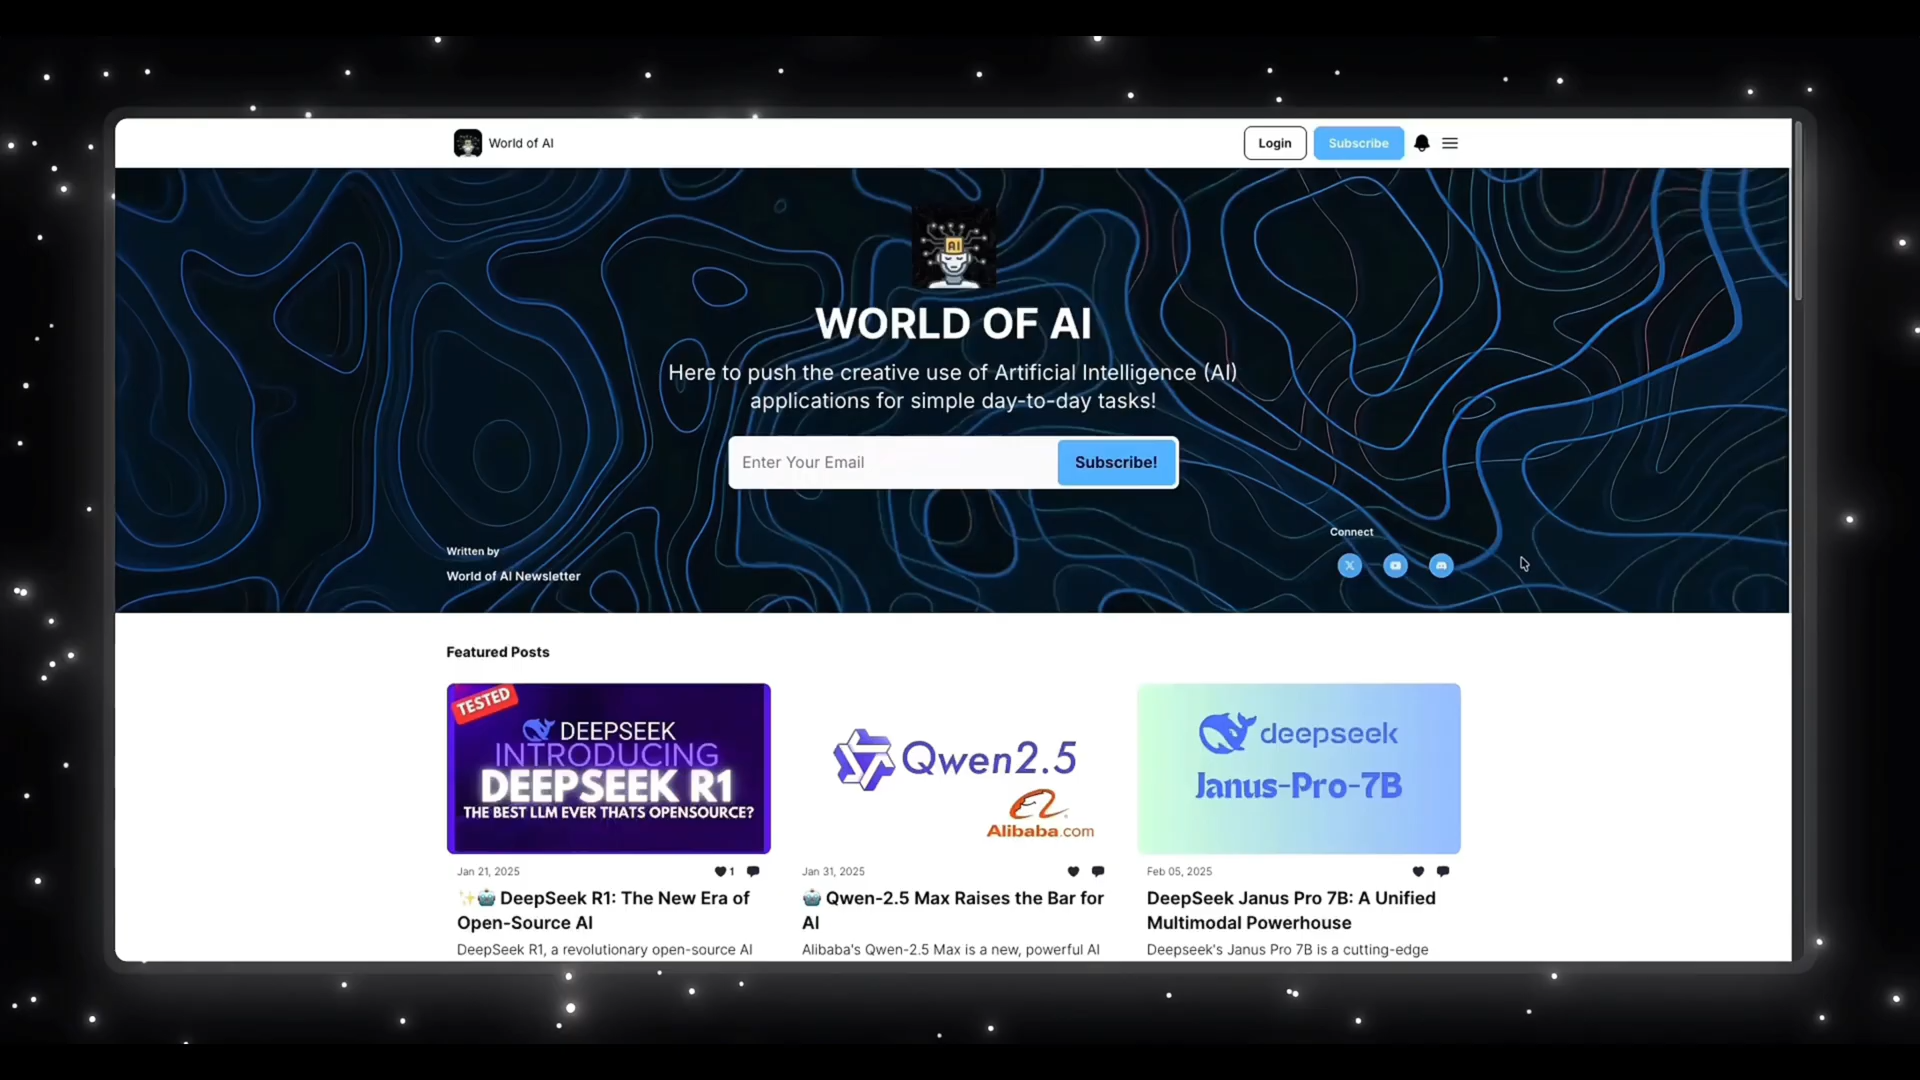 World of AI
Login
Subscribe
AI
WORLD OF AI
Here to push the creative use of Artificial Intelligence (AI)
applications for simple day-to-day tasks!
Enter Your Email
Subscribe!
Written by
World of AI Newsletter
Connect
Featured Posts
TESTED
DEEPSEEK
INTRODUCING
DEEPSEEK R1
THE BEST LLM EVER THATS OPENSOURCE?
Jan 21, 2025
1
✨🤖 DeepSeek R1: The New Era of
Open-Source AI
DeepSeek R1, a revolutionary open-source AI
Qwen2.5
Alibaba.com
Jan 31, 2025
🤖 Qwen-2.5 Max Raises the Bar for
AI
Alibaba's Qwen-2.5 Max is a new, powerful AI
deepseek
Janus-Pro-7B
Feb 05, 2025
DeepSeek Janus Pro 7B: A Unified
Multimodal Powerhouse
Deepseek's Janus Pro 7B is a cutting-edge